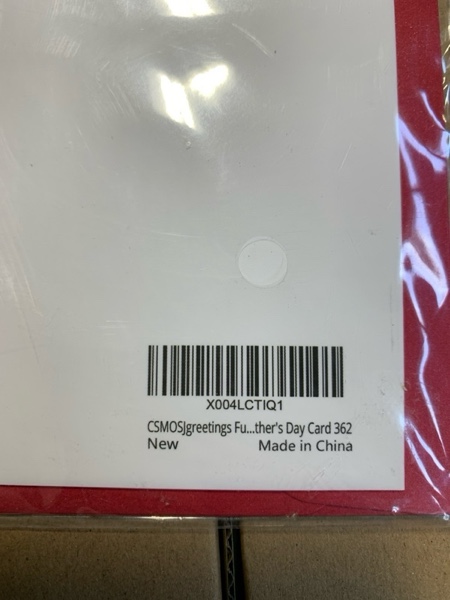 X004LCTIQ1
CSMOSJgreetings Fu...ther's Day Card 362
New Made in China